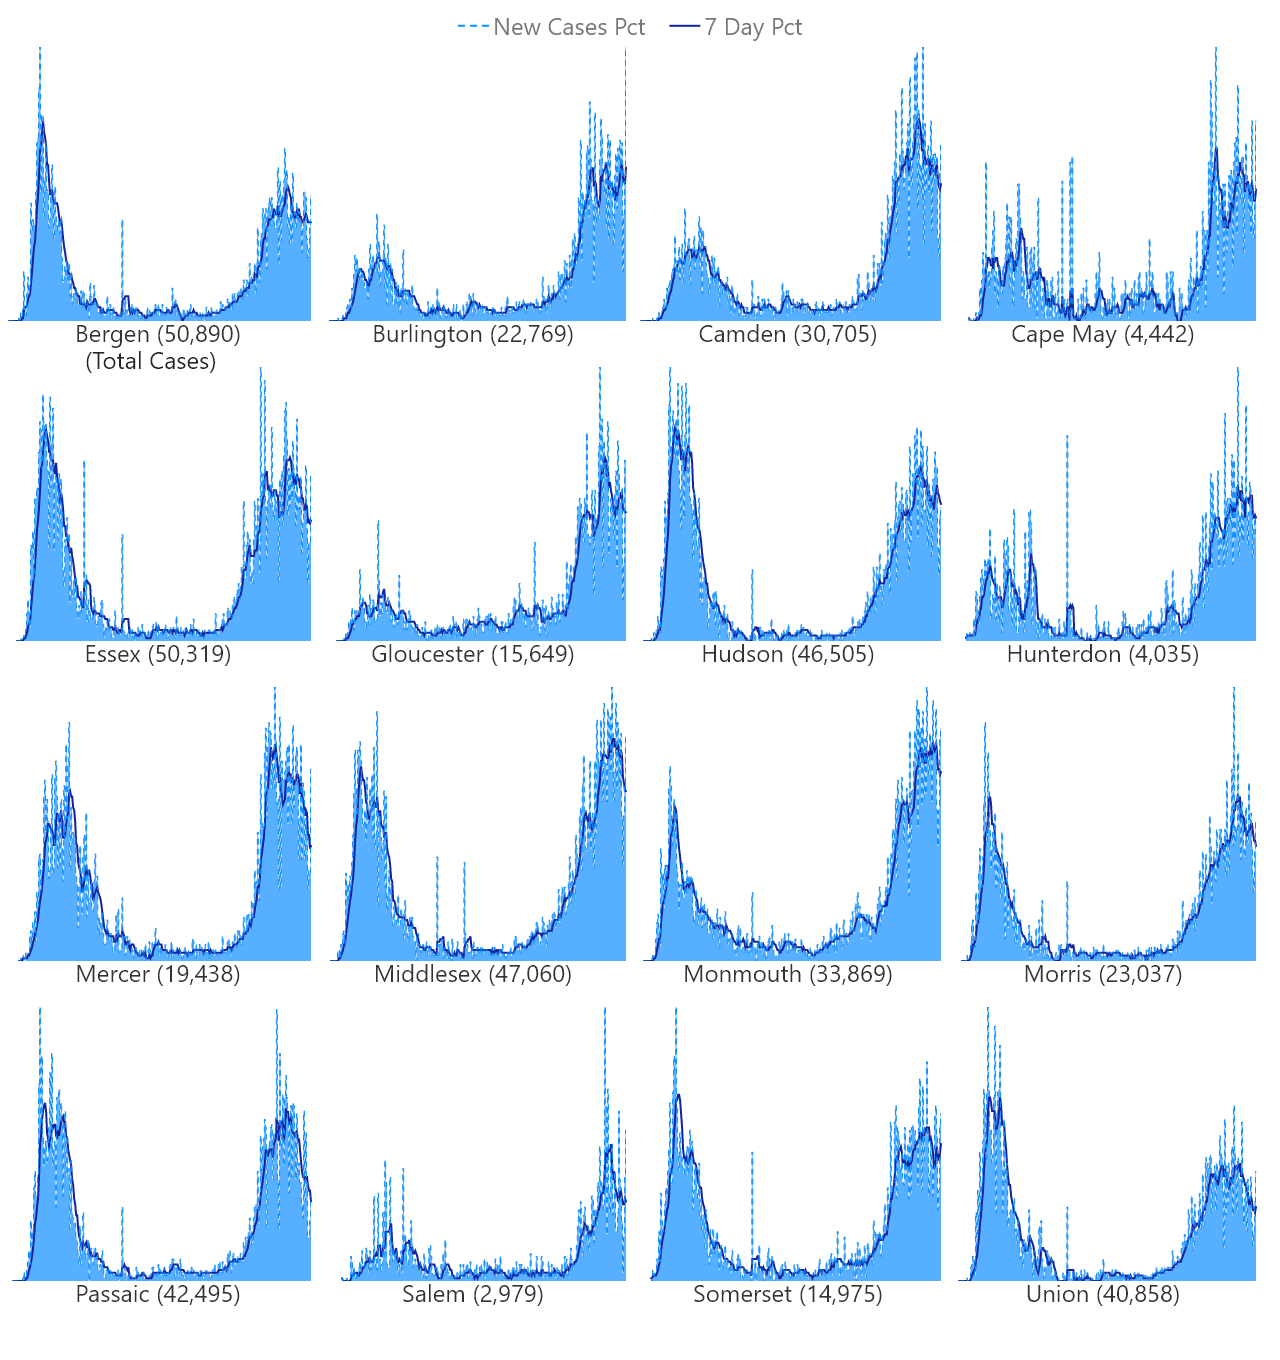 New Cases Pct 7 Day Pct
Bergen (50,890) Burlington (22,769) Camden (30,705) Cape May (4,442)
(Total Cases)
Essex (50,319) Gloucester (15,649) Hudson (46,505) Hunterdon (4,035)
Mercer (19,438) Middlesex (47,060) Monmouth (33,869) Morris (23,037)
Passaic (42,495) Salem (2,979) Somerset (14,975) Union (40,858)